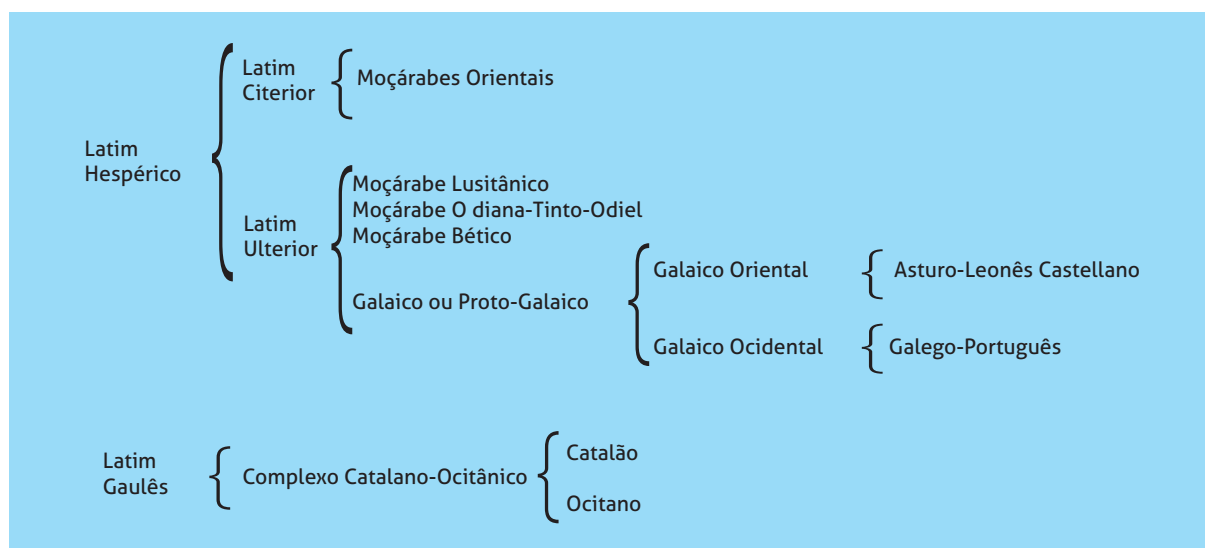 Latim
Hespérico
Latim
Citerior
Moçárabes Orientais
Latim
Ulterior
Moçárabe Lusitânico
Moçárabe O diana-Tinto-Odiel
Moçárabe Bético
Galaico ou Proto-Galaico
Galaico Oriental
Asturo-Leonês Castellano
Galaico Ocidental
Galego-Português
Latim
Gaulês
Complexo Catalano-Ocitânico
Catalão
Ocitano